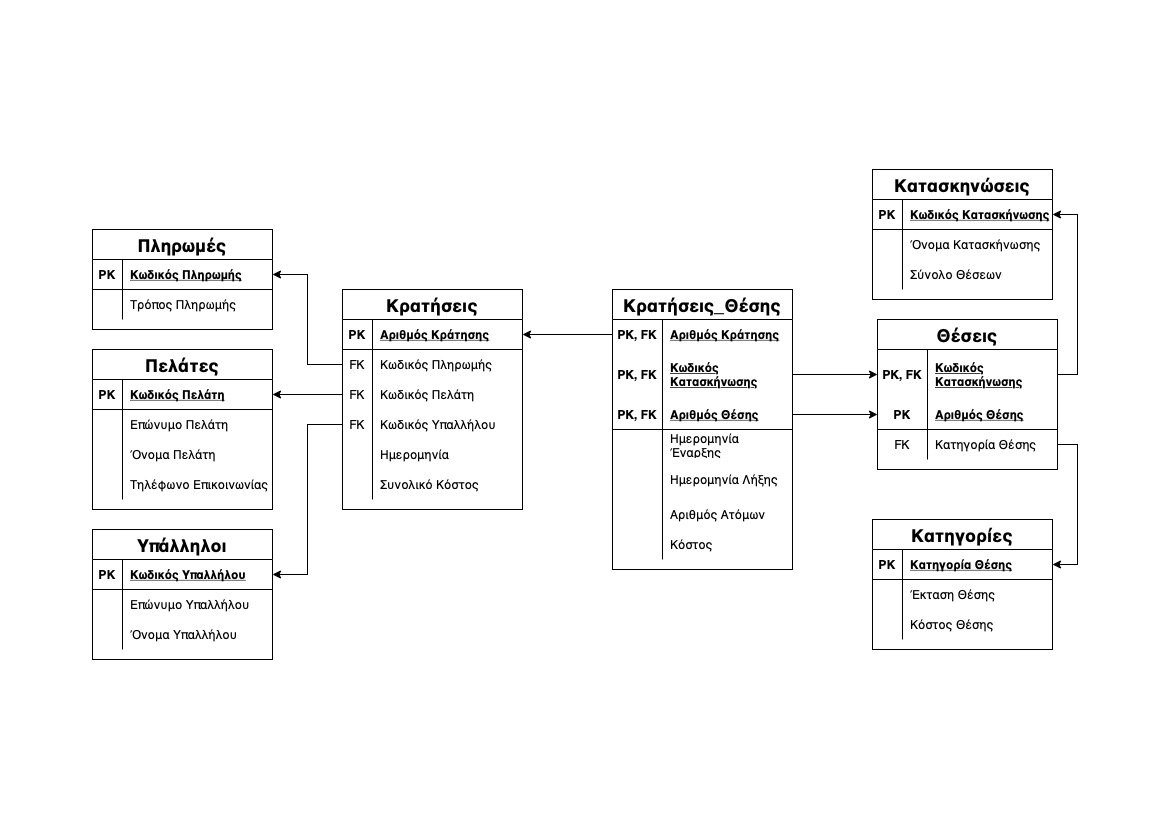 Πληρωμές
PK Κωδικός Πληρωμής
Τρόπος Πληρωμής
Πελάτες
PK Κωδικός Πελάτη
Επώνυμο Πελάτη
Όνομα Πελάτη
Τηλέφωνο Επικοινωνίας
Υπάλληλοι
PK Κωδικός Υπαλλήλου
Επώνυμο Υπαλλήλου
Όνομα Υπαλλήλου
Κρατήσεις
PK Αριθμός Κράτησης
FK Κωδικός Πληρωμής
FK Κωδικός Πελάτη
FK Κωδικός Υπαλλήλου
Ημερομηνία
Συνολικό Κόστος
Κρατήσεις_Θέσης
PK, FK Αριθμός Κράτησης
PK, FK Κωδικός
Κατασκήνωσης
PK, FK Αριθμός Θέσης
Ημερομηνία
Έναρξης
Ημερομηνία Λήξης
Αριθμός Ατόμων
Κόστος
Κατασκηνώσεις
PK Κωδικός Κατασκήνωσης
Όνομα Κατασκήνωσης
Σύνολο Θέσεων
Θέσεις
PK, FK Κωδικός
Κατασκήνωσης
PK Αριθμός Θέσης
FK Κατηγορία Θέσης
Κατηγορίες
PK Κατηγορία Θέσης
Έκταση Θέσης
Κόστος Θέσης